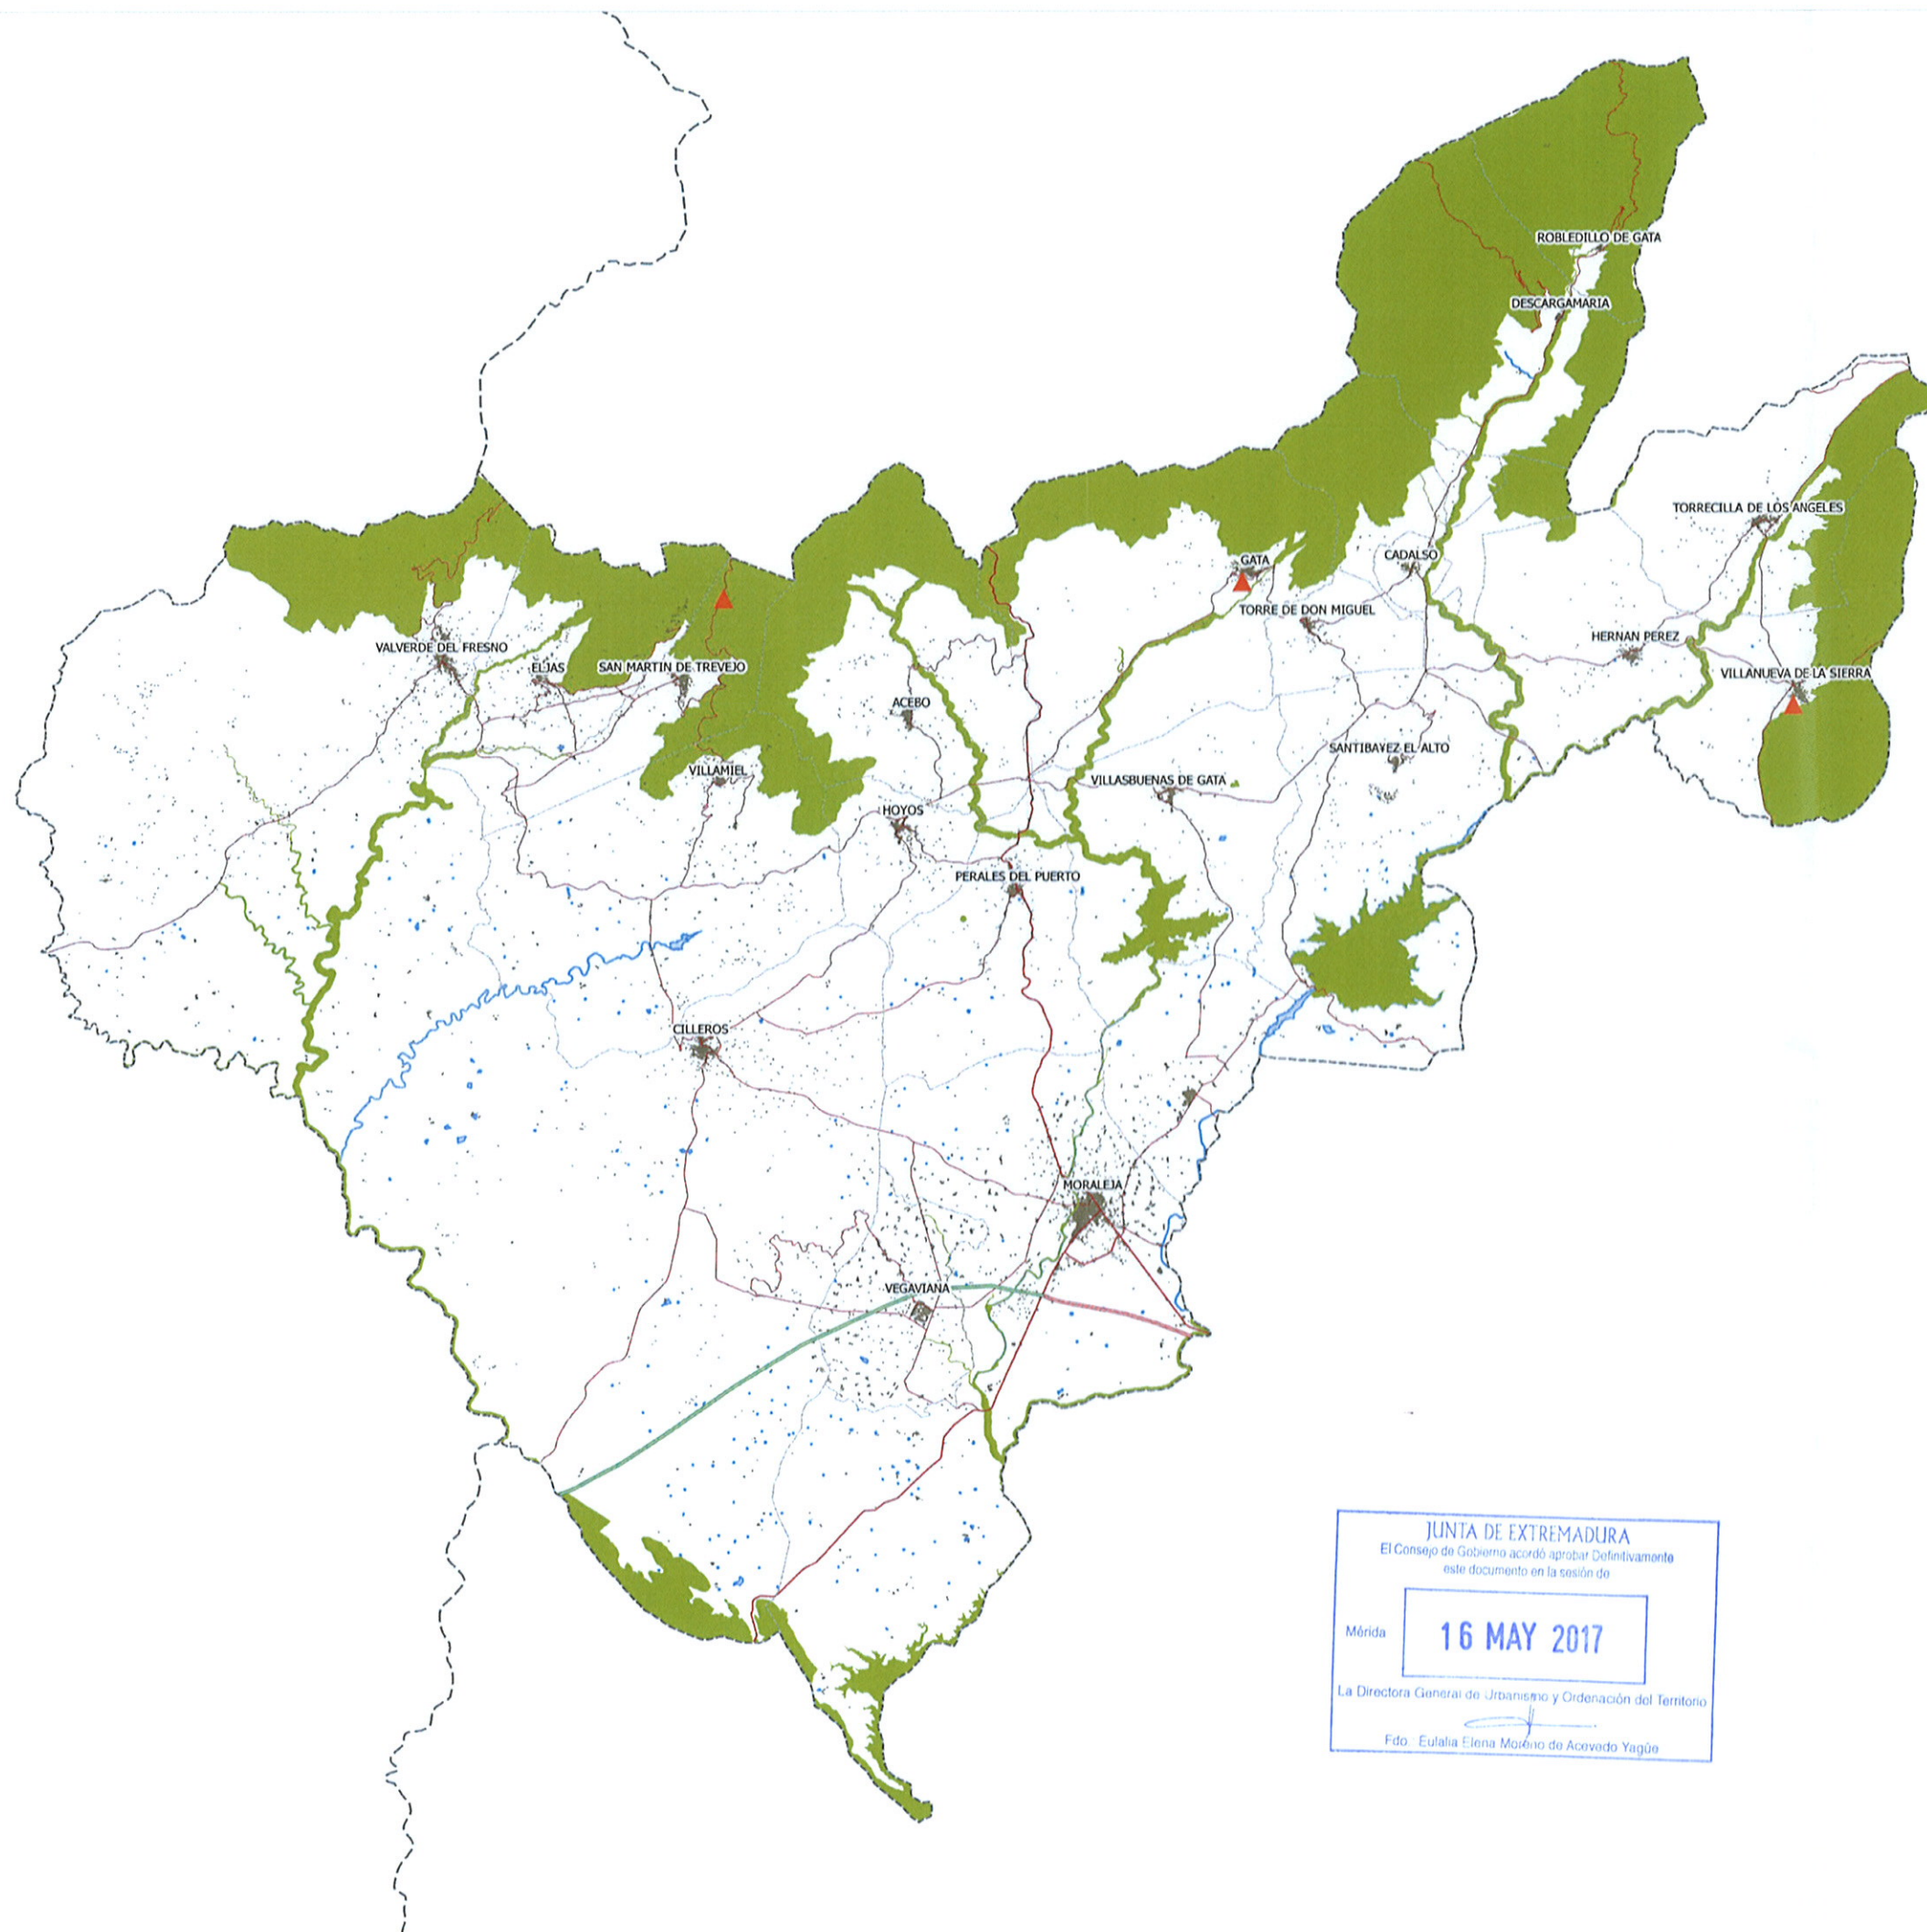 ROBLEDILLO DE GATA
DESCARGAMARIA
TORRECILLA DE LOS ANGELES
GATA
CADALSO
TORRE DE DON MIGUEL
HERNAN PEREZ
VALVERDE DEL FRESNO
ELJAS
SAN MARTIN DE TREVEJO
VILLANUEVA DE LA SIERRA
ACEBO
SANTIBAÑEZ EL ALTO
VILLAMIEL
VILLASBUENAS DE GATA
HOYOS
PERALES DEL PUERTO
CILLEROS
MORALEJA
VEGAVIANA
JUNTA DE EXTREMADURA
El Consejo de Gobierno acordó aprobar Definitivamente
este documento en la sesión de
Mérida
16 MAY 2017
La Directora General de Urbanismo y Ordenación del Territorio
Fdo.: Eulalia Elena Moreno de Acevedo Yagüe